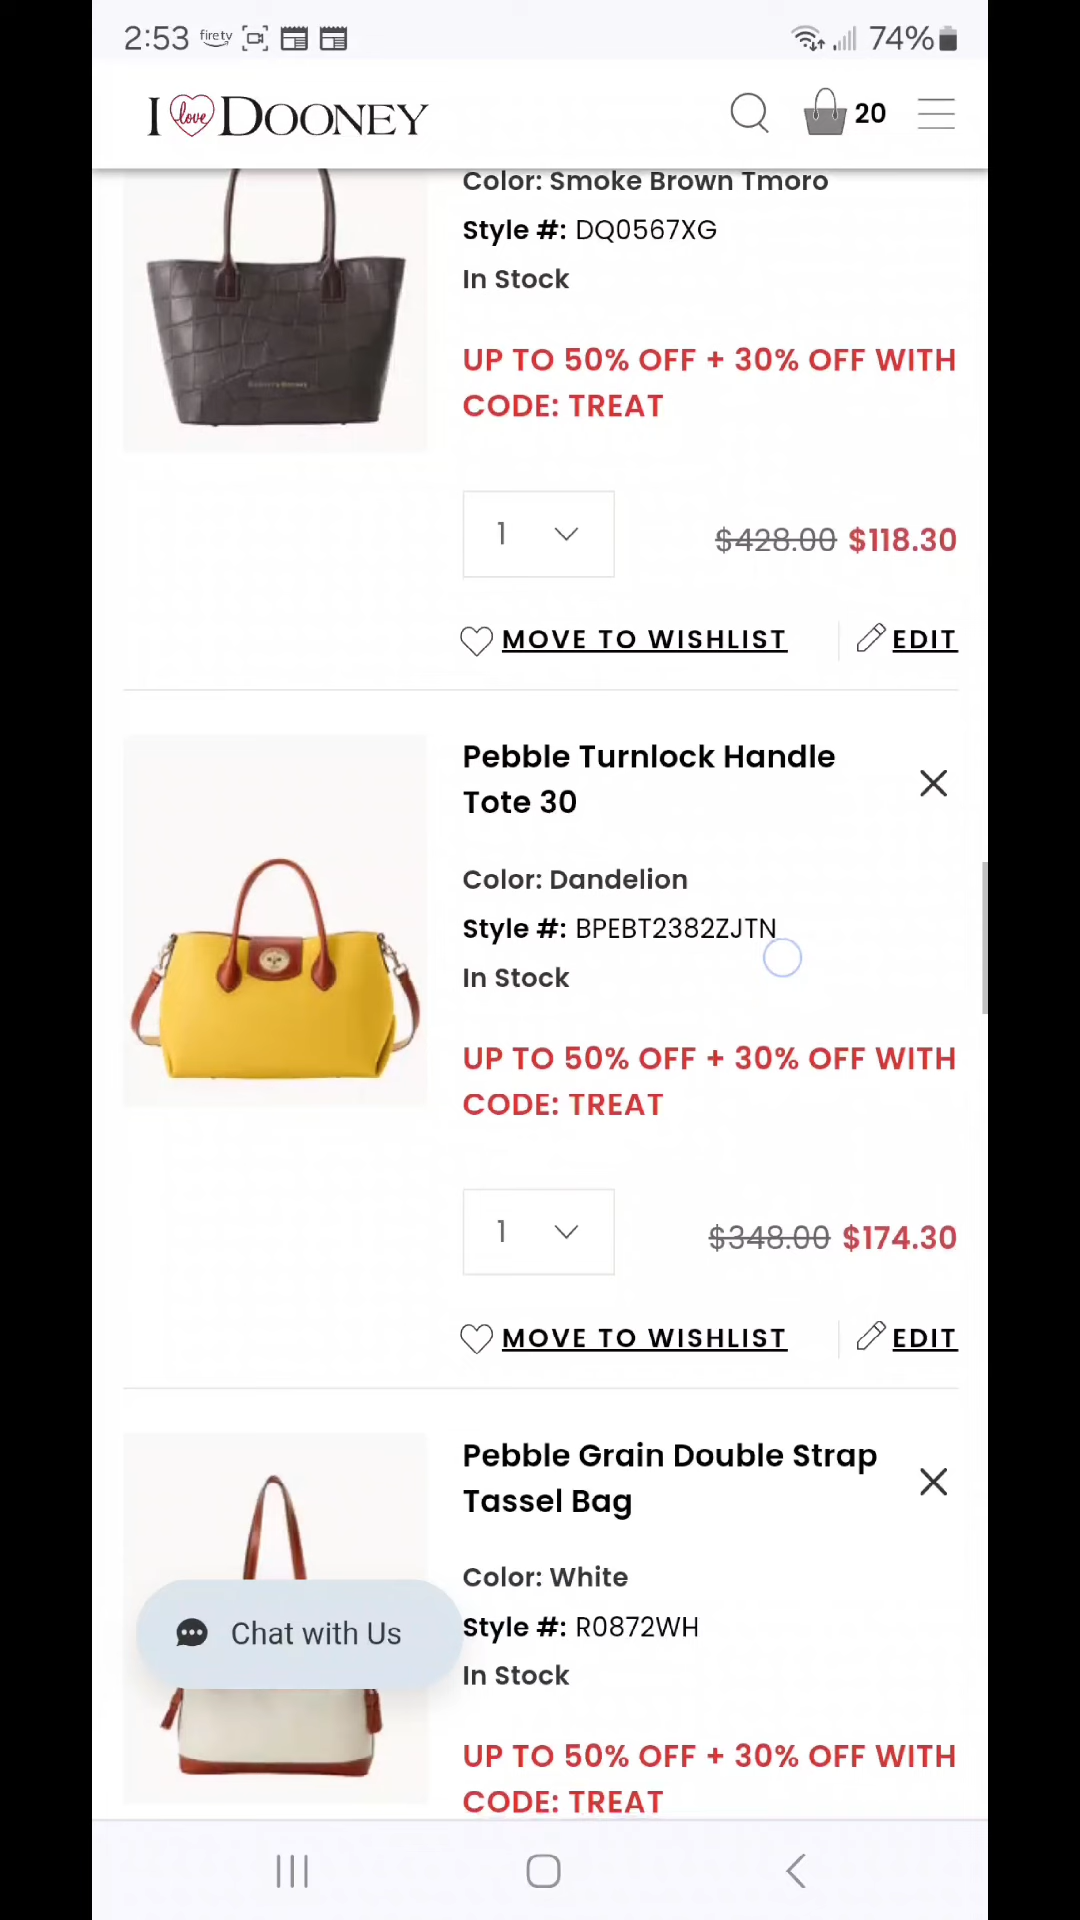 2:53 firetv 74%
I love DOONEY 20
Color: Smoke Brown Tmoro
Style #: DQ0567XG
In Stock
UP TO 50% OFF + 30% OFF WITH
CODE: TREAT
1 $428.00 $118.30
MOVE TO WISHLIST EDIT
Pebble Turnlock Handle
Tote 30
Color: Dandelion
Style #: BPEBT2382ZJTN
In Stock
UP TO 50% OFF + 30% OFF WITH
CODE: TREAT
1 $348.00 $174.30
MOVE TO WISHLIST EDIT
Pebble Grain Double Strap
Tassel Bag
Color: White
Chat with Us Style #: R0872WH
In Stock
UP TO 50% OFF + 30% OFF WITH
CODE: TREAT